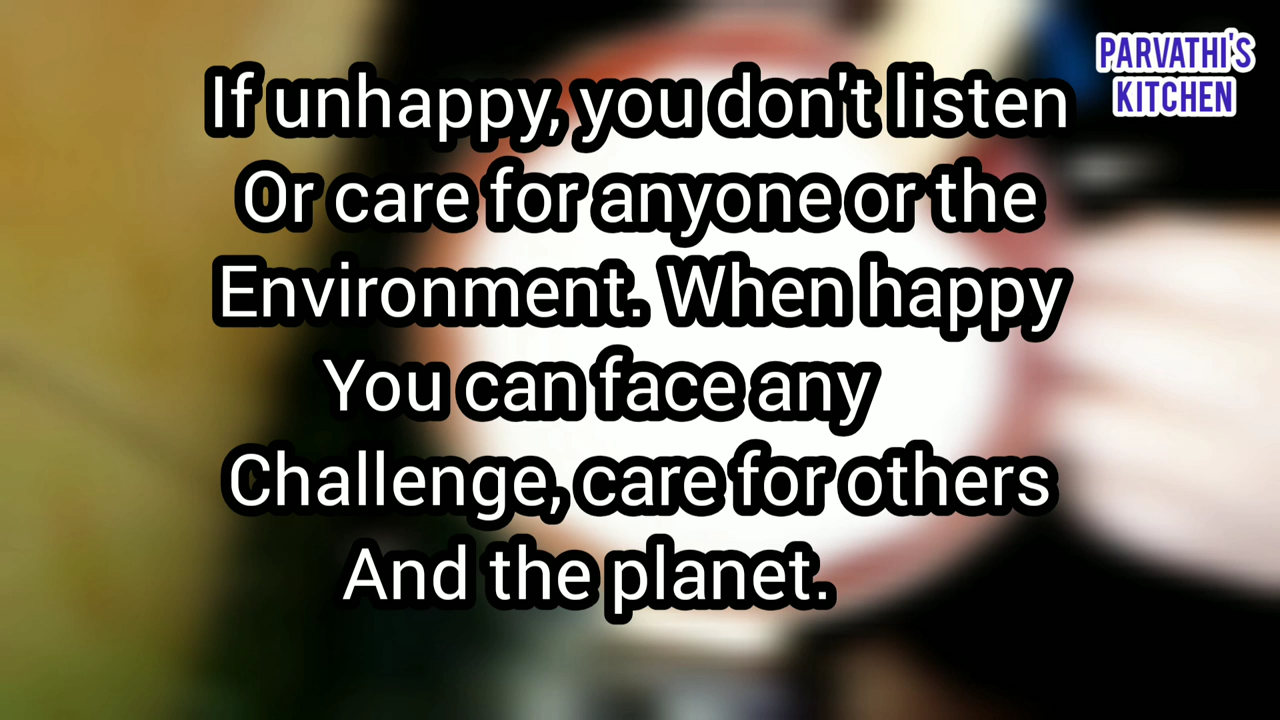 PARVATHI'S
KITCHEN
If unhappy, you don't listen
Or care for anyone or the
Environment. When happy
You can face any
Challenge, care for others
And the planet.